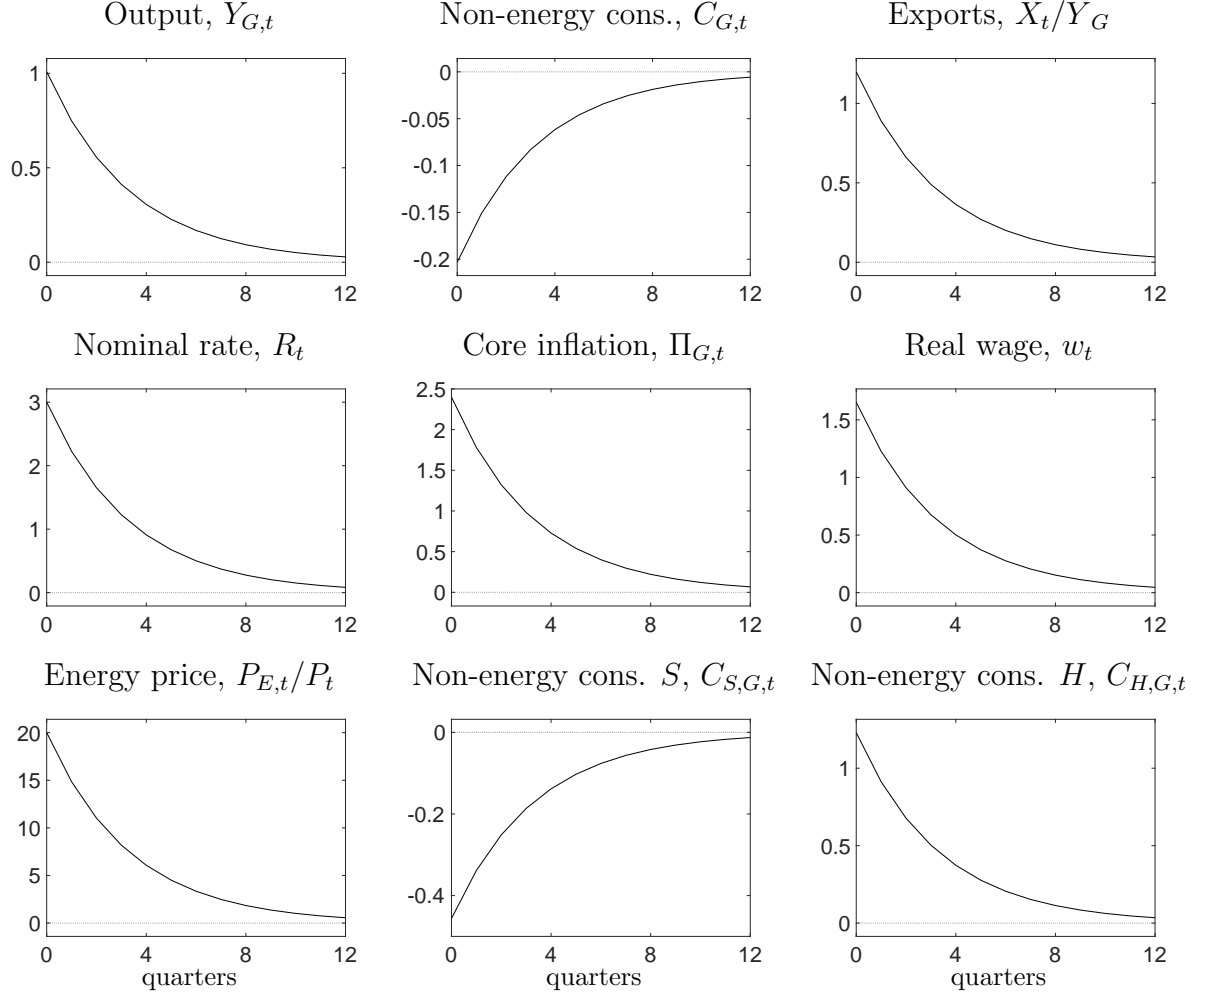 Output, Y_{G,t} Non-energy cons., C_{G,t} Exports, X_t/Y_G
1 0 1
0.5 -0.05 0.5
0 -0.1 0
-0.15
-0.2
0 4 8 12 0 4 8 12 0 4 8 12
Nominal rate, R_t Core inflation, Π_{G,t} Real wage, w_t
3 2.5 1.5
2 2 1
1 1.5 0.5
0 1 0
0.5
0
0 4 8 12 0 4 8 12 0 4 8 12
Energy price, P_{E,t}/P_t Non-energy cons. S, C_{S,G,t} Non-energy cons. H, C_{H,G,t}
20 0 1
15 -0.2 0.5
10 -0.4 0
5
0
0 4 8 12 0 4 8 12 0 4 8 12
quarters quarters quarters